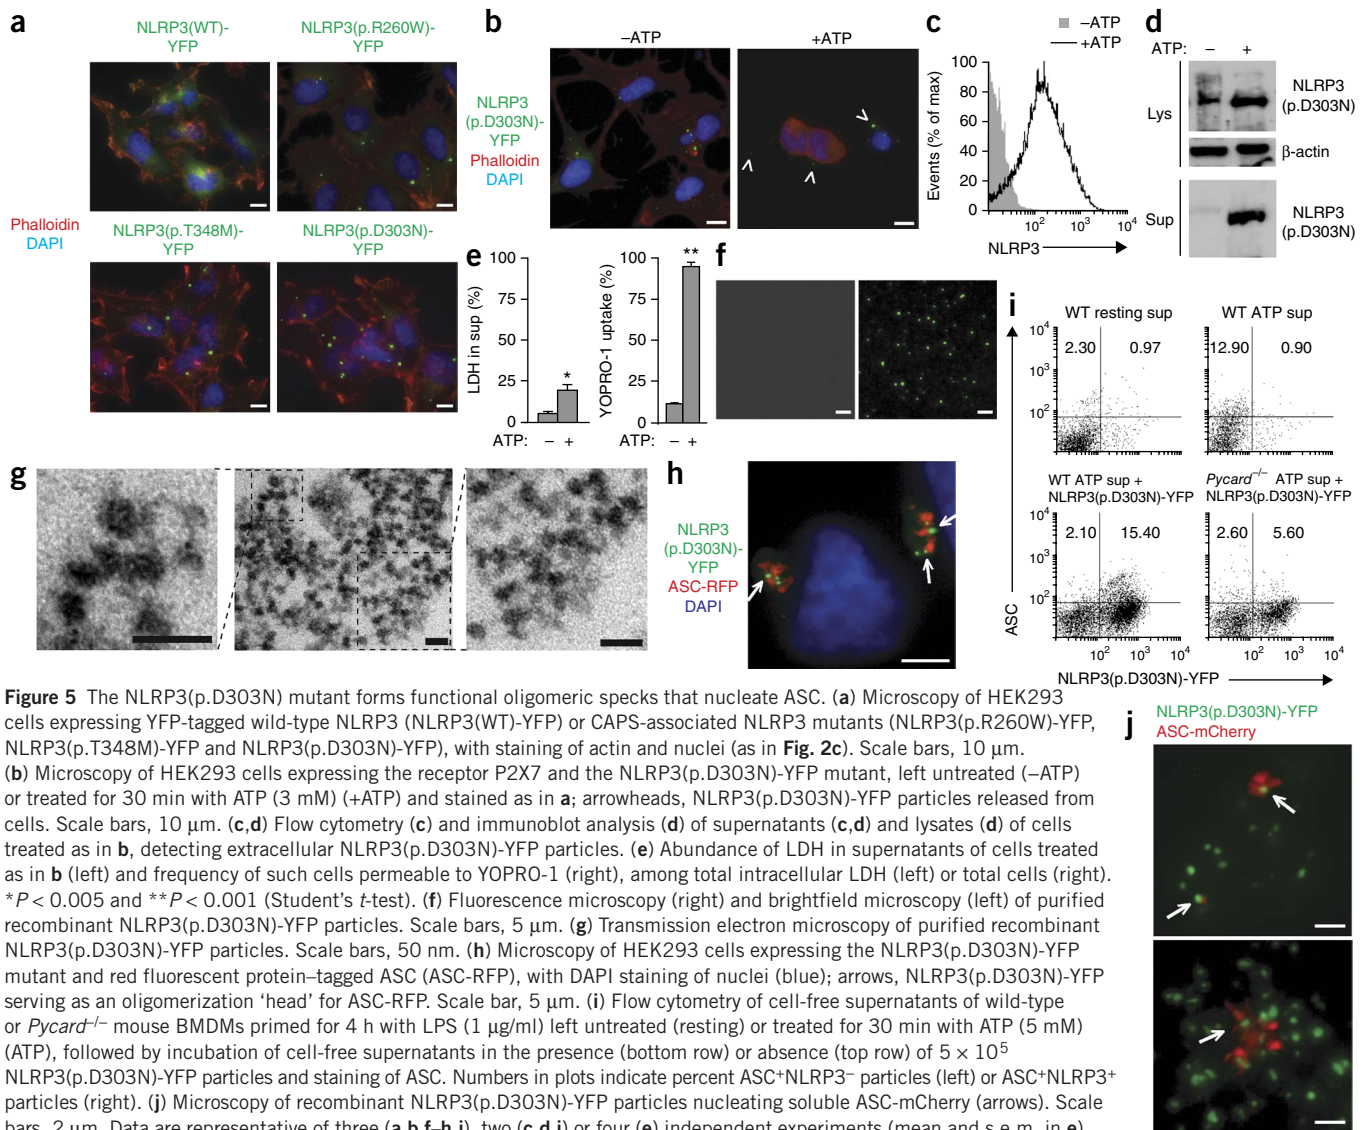 a
NLRP3(WT)-
YFP
NLRP3(p.R260W)-
YFP
Phalloidin
DAPI
NLRP3(p.T348M)-
YFP
NLRP3(p.D303N)-
YFP
b
–ATP
+ATP
NLRP3
(p.D303N)-
YFP
Phalloidin
DAPI
c
–ATP
+ATP
Events (% of max)
100
80
60
40
20
0
10² 10³ 10⁴
NLRP3
d
ATP: – +
Lys
NLRP3
(p.D303N)
β-actin
Sup
NLRP3
(p.D303N)
e
LDH in sup (%)
100
75
50
25
0
*
ATP: – +
YOPRO-1 uptake (%)
100
75
50
25
0
**
ATP: – +
f
g
h
NLRP3
(p.D303N)-
YFP
ASC-RFP
DAPI
i
WT resting sup
WT ATP sup
10⁴
10³
10²
2.30 0.97
12.90 0.90
WT ATP sup +
NLRP3(p.D303N)-YFP
Pycard–/– ATP sup +
NLRP3(p.D303N)-YFP
10⁴
10³
10²
2.10 15.40
2.60 5.60
ASC
10² 10³ 10⁴
10² 10³ 10⁴
NLRP3(p.D303N)-YFP
j
NLRP3(p.D303N)-YFP
ASC-mCherry
Figure 5 The NLRP3(p.D303N) mutant forms functional oligomeric specks that nucleate ASC. (a) Microscopy of HEK293
cells expressing YFP-tagged wild-type NLRP3 (NLRP3(WT)-YFP) or CAPS-associated NLRP3 mutants (NLRP3(p.R260W)-YFP,
NLRP3(p.T348M)-YFP and NLRP3(p.D303N)-YFP), with staining of actin and nuclei (as in Fig. 2c). Scale bars, 10 μm.
(b) Microscopy of HEK293 cells expressing the receptor P2X7 and the NLRP3(p.D303N)-YFP mutant, left untreated (–ATP)
or treated for 30 min with ATP (3 mM) (+ATP) and stained as in a; arrowheads, NLRP3(p.D303N)-YFP particles released from
cells. Scale bars, 10 μm. (c,d) Flow cytometry (c) and immunoblot analysis (d) of supernatants (c,d) and lysates (d) of cells
treated as in b, detecting extracellular NLRP3(p.D303N)-YFP particles. (e) Abundance of LDH in supernatants of cells treated
as in b (left) and frequency of such cells permeable to YOPRO-1 (right), among total intracellular LDH (left) or total cells (right).
*P < 0.005 and **P < 0.001 (Student's t-test). (f) Fluorescence microscopy (right) and brightfield microscopy (left) of purified
recombinant NLRP3(p.D303N)-YFP particles. Scale bars, 5 μm. (g) Transmission electron microscopy of purified recombinant
NLRP3(p.D303N)-YFP particles. Scale bars, 50 nm. (h) Microscopy of HEK293 cells expressing the NLRP3(p.D303N)-YFP
mutant and red fluorescent protein–tagged ASC (ASC-RFP), with DAPI staining of nuclei (blue); arrows, NLRP3(p.D303N)-YFP
serving as an oligomerization 'head' for ASC-RFP. Scale bar, 5 μm. (i) Flow cytometry of cell-free supernatants of wild-type
or Pycard–/– mouse BMDMs primed for 4 h with LPS (1 μg/ml) left untreated (resting) or treated for 30 min with ATP (5 mM)
(ATP), followed by incubation of cell-free supernatants in the presence (bottom row) or absence (top row) of 5 × 10⁵
NLRP3(p.D303N)-YFP particles and staining of ASC. Numbers in plots indicate percent ASC⁺NLRP3⁻ particles (left) or ASC⁺NLRP3⁺
particles (right). (j) Microscopy of recombinant NLRP3(p.D303N)-YFP particles nucleating soluble ASC-mCherry (arrows). Scale
bars, 2 μm. Data are representative of three (a,b,f–h,j), two (c,d,i) or four (e) independent experiments (mean and s.e.m. in e).